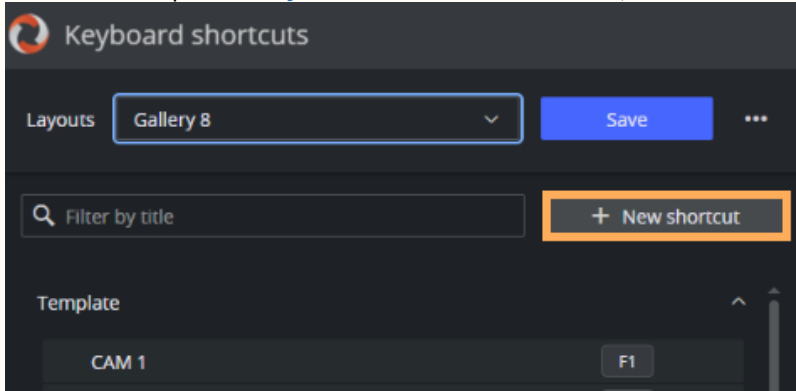 Keyboard shortcuts
Layouts Gallery 8 Save •••
Filter by title + New shortcut
Template
CAM 1 F1